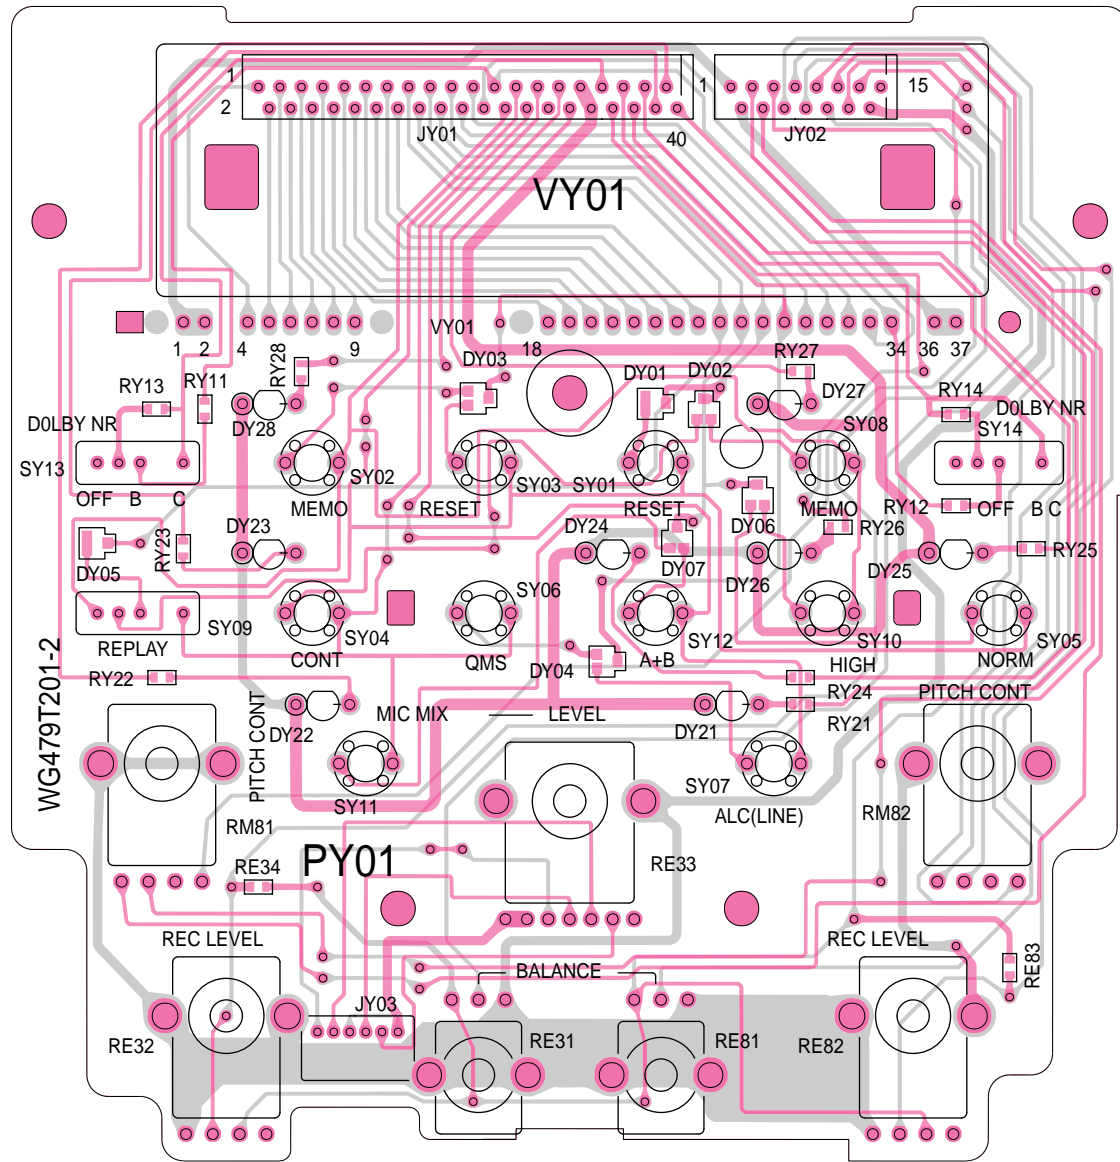 1
1
15
2
JY01
40
JY02
VY01
VY01
1 2 4 9 18 34 36 37
RY28
DY03
RY27
RY13
RY11
DY01
DY02
DY27
RY14
D0LBY NR
DY28
SY08
D0LBY NR
SY14
SY13
SY02
SY03
SY01
OFF B C
MEMO
RESET
RESET
MEMO
RY12
OFF B C
DY06
RY26
RY23
DY23
DY24
DY07
DY26
DY25
RY25
DY05
SY06
SY09
SY04
SY12
SY10
SY05
REPLAY
CONT
QMS
A+B
HIGH
NORM
DY04
RY22
RY24
PITCH CONT
WG479T201-2
DY22
MIC MIX
LEVEL
DY21
RY21
PITCH CONT
SY11
SY07
RM82
RM81
ALC(LINE)
PY01
RE34
RE33
REC LEVEL
REC LEVEL
RE83
BALANCE
JY03
RE32
RE31
RE81
RE82